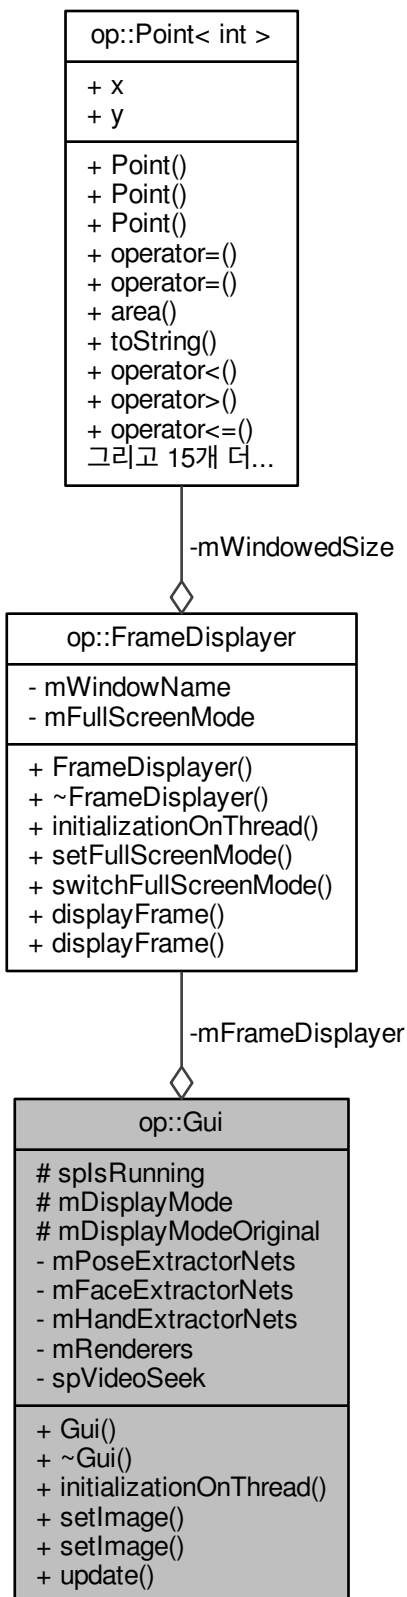 op::Point< int >
+ x
+ y
+ Point()
+ Point()
+ Point()
+ operator=()
+ operator=()
+ area()
+ toString()
+ operator<()
+ operator>()
+ operator<=()
그리고 15개 더...
-mWindowedSize
op::FrameDisplayer
- mWindowName
- mFullScreenMode
+ FrameDisplayer()
+ ~FrameDisplayer()
+ initializationOnThread()
+ setFullScreenMode()
+ switchFullScreenMode()
+ displayFrame()
+ displayFrame()
-mFrameDisplayer
op::Gui
# spIsRunning
# mDisplayMode
# mDisplayModeOriginal
- mPoseExtractorNets
- mFaceExtractorNets
- mHandExtractorNets
- mRenderers
- spVideoSeek
+ Gui()
+ ~Gui()
+ initializationOnThread()
+ setImage()
+ setImage()
+ update()